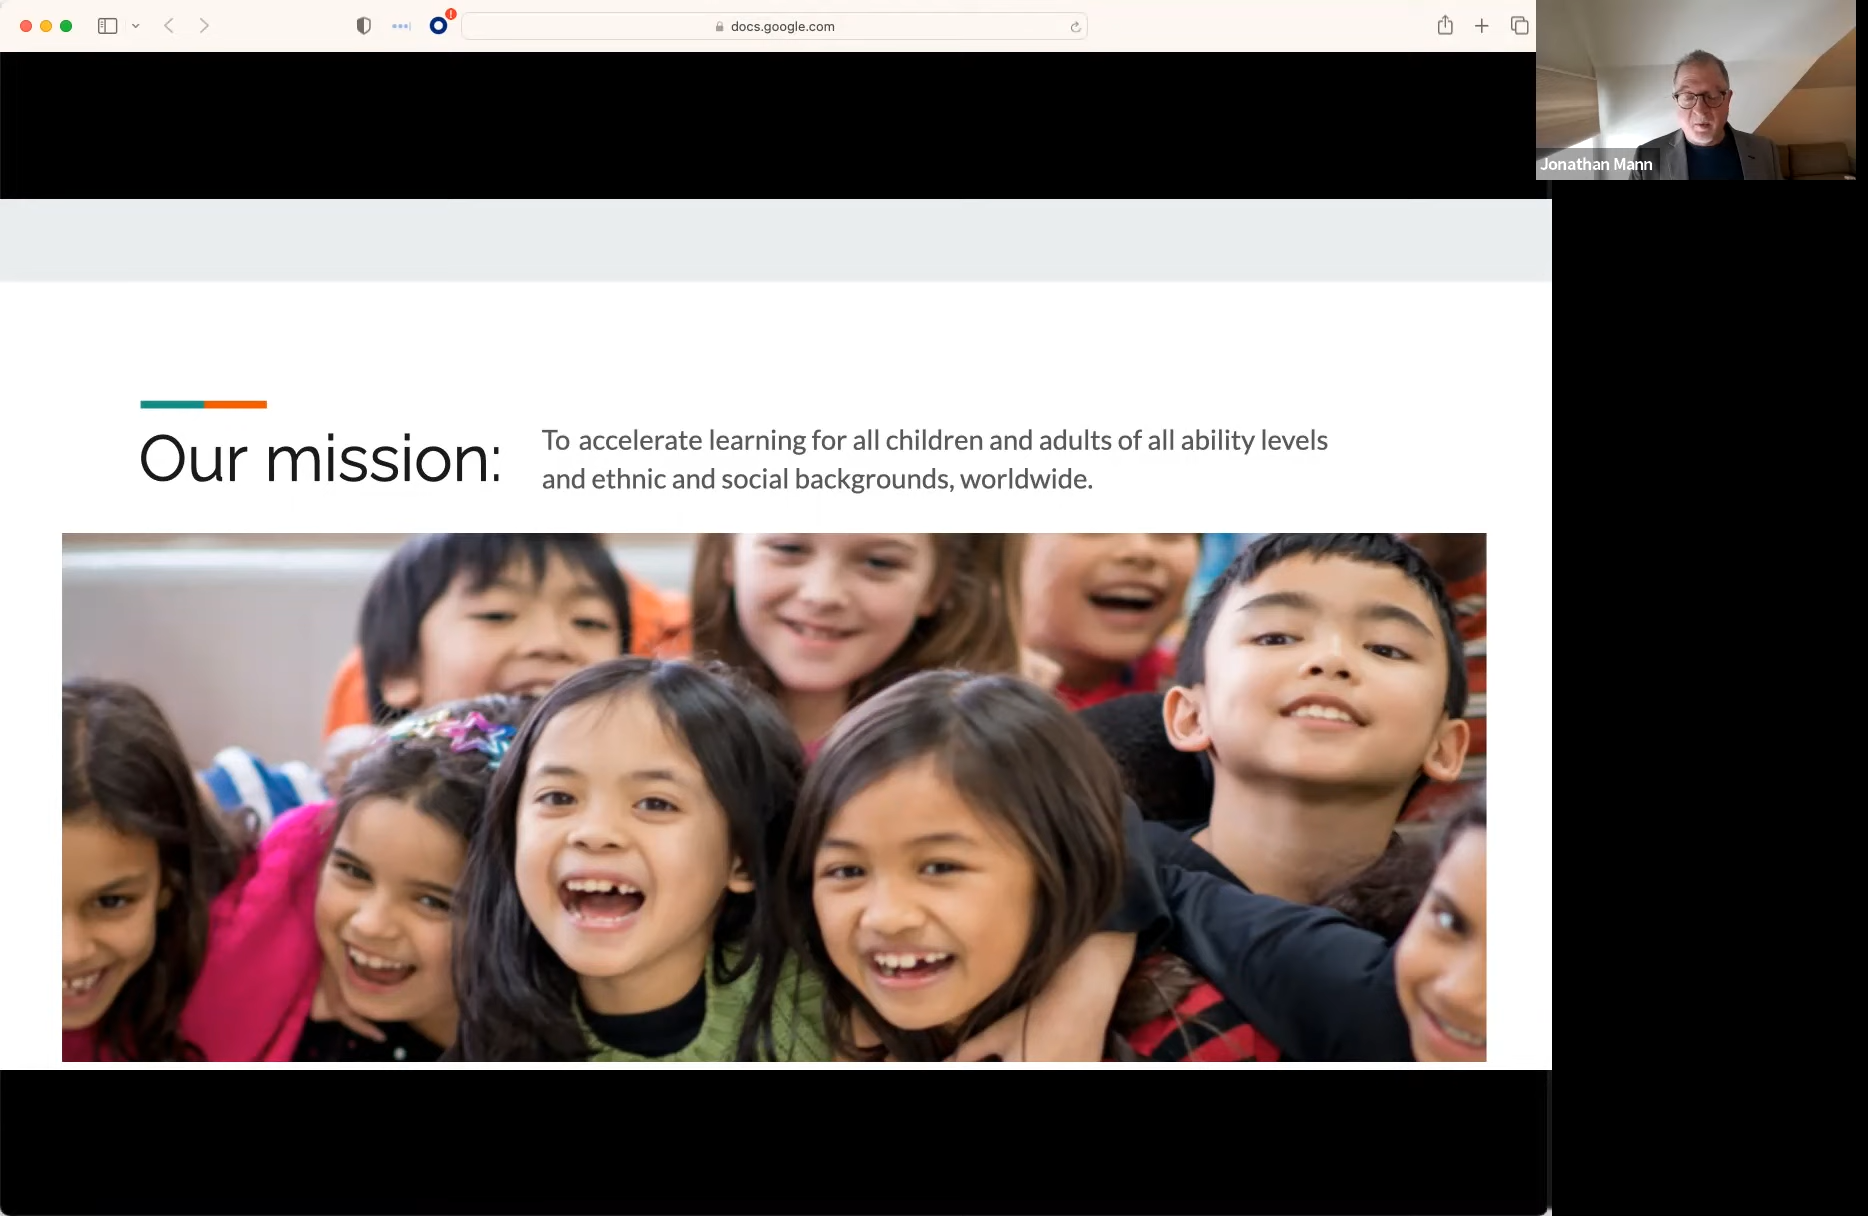 docs.google.com
Jonathan Mann
Our mission:
To accelerate learning for all children and adults of all ability levels
and ethnic and social backgrounds, worldwide.